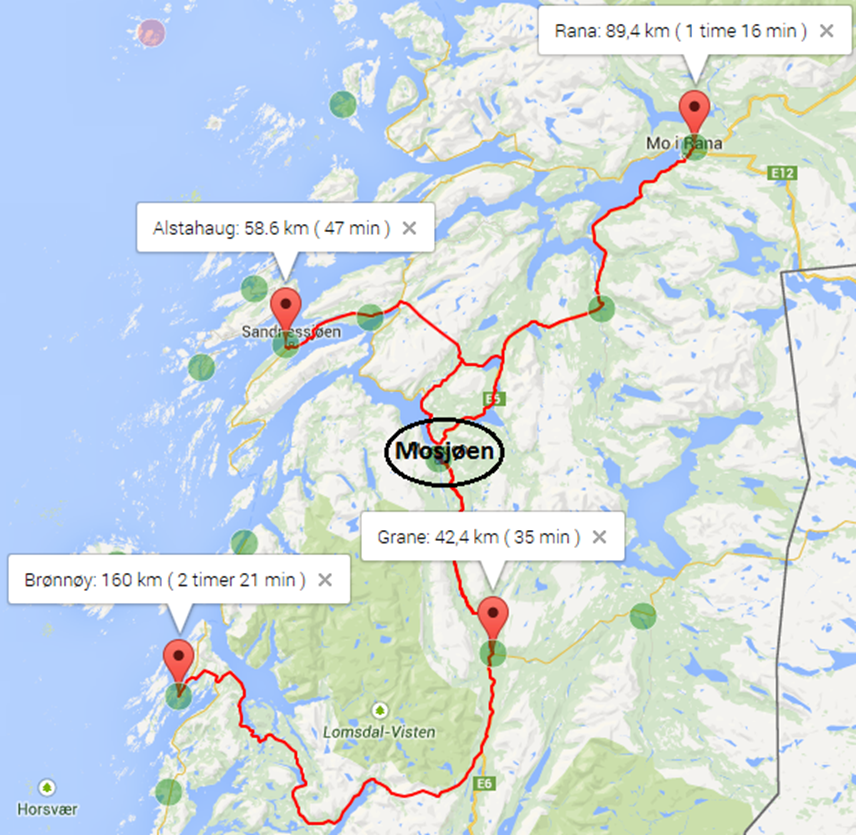 Rana: 89,4 km ( 1 time 16 min ) ×
Mo i Rana
E12
Alstahaug: 58.6 km ( 47 min ) ×
Sandnessjøen
E6
Mosjøen
Grane: 42,4 km ( 35 min ) ×
Brønnøy: 160 km ( 2 timer 21 min ) ×
Lomsdal-Visten
E6
Horsvær